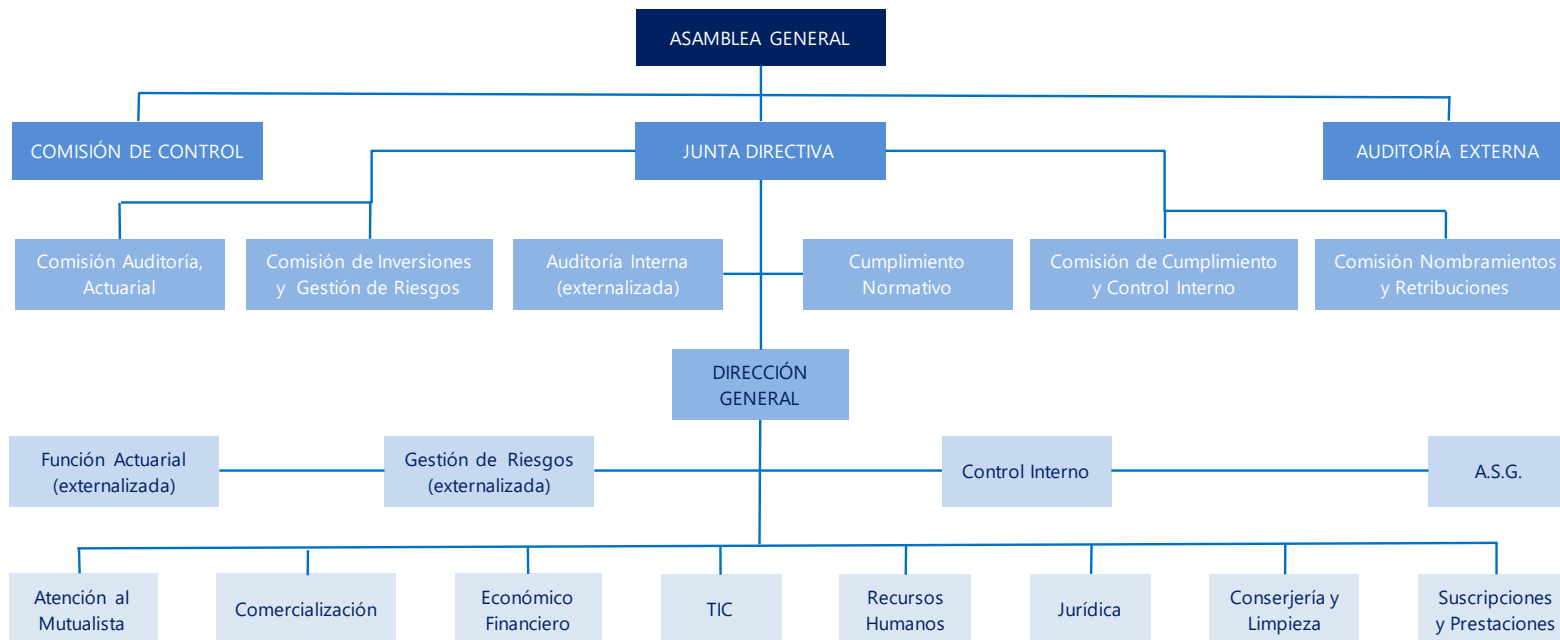 ASAMBLEA GENERAL
COMISIÓN DE CONTROL
JUNTA DIRECTIVA
AUDITORÍA EXTERNA
Comisión Auditoría,
Actuarial
Comisión de Inversiones
y Gestión de Riesgos
Auditoría Interna
(externalizada)
Cumplimiento
Normativo
Comisión de Cumplimiento
y Control Interno
Comisión Nombramientos
y Retribuciones
DIRECCIÓN
GENERAL
Función Actuarial
(externalizada)
Gestión de Riesgos
(externalizada)
Control Interno
A.S.G.
Atención al
Mutualista
Comercialización
Económico
Financiero
TIC
Recursos
Humanos
Jurídica
Conserjería y
Limpieza
Suscripciones
y Prestaciones